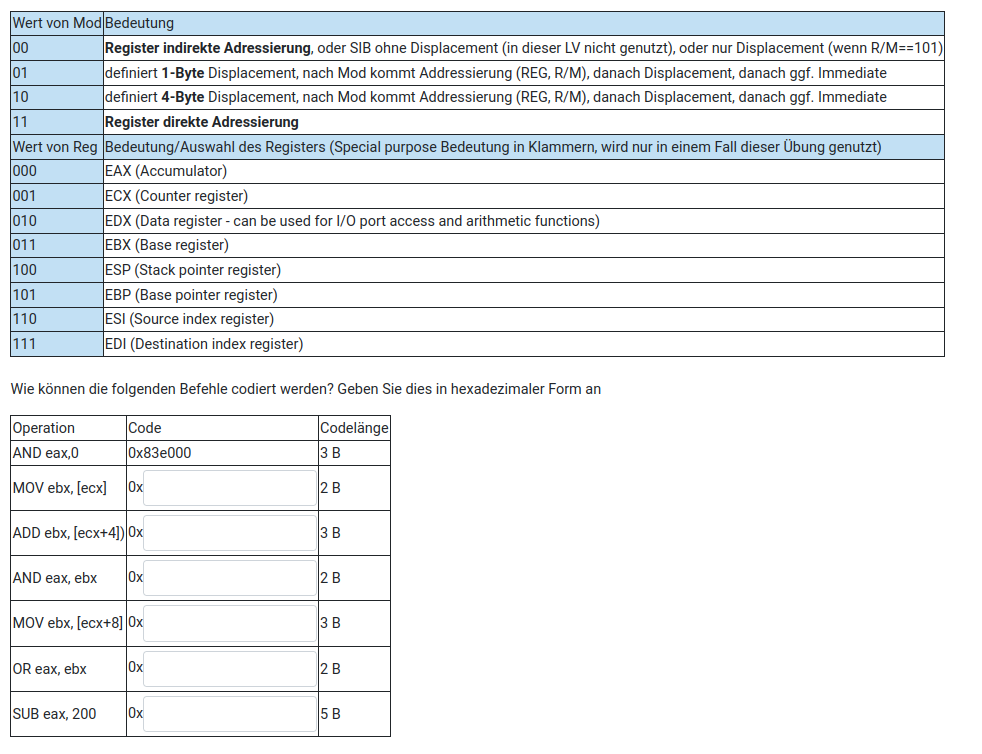 Wert von Mod Bedeutung
00 Register indirekte Adressierung, oder SIB ohne Displacement (in dieser LV nicht genutzt), oder nur Displacement (wenn R/M==101)
01 definiert 1-Byte Displacement, nach Mod kommt Addressierung (REG, R/M), danach Displacement, danach ggf. Immediate
10 definiert 4-Byte Displacement, nach Mod kommt Addressierung (REG, R/M), danach Displacement, danach ggf. Immediate
11 Register direkte Adressierung
Wert von Reg Bedeutung/Auswahl des Registers (Special purpose Bedeutung in Klammern, wird nur in einem Fall dieser Übung genutzt)
000 EAX (Accumulator)
001 ECX (Counter register)
010 EDX (Data register - can be used for I/O port access and arithmetic functions)
011 EBX (Base register)
100 ESP (Stack pointer register)
101 EBP (Base pointer register)
110 ESI (Source index register)
111 EDI (Destination index register)
Wie können die folgenden Befehle codiert werden? Geben Sie dies in hexadezimaler Form an
Operation Code Codelänge
AND eax,0 0x83e000 3 B
MOV ebx, [ecx] 0x 2 B
ADD ebx, [ecx+4]) 0x 3 B
AND eax, ebx 0x 2 B
MOV ebx, [ecx+8] 0x 3 B
OR eax, ebx 0x 2 B
SUB eax, 200 0x 5 B